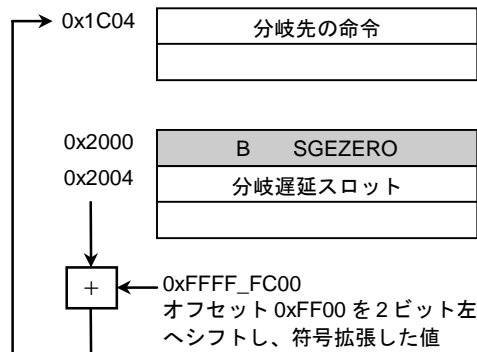 0x1C04 分岐先の命令
0x2000 B SGEZERO
0x2004 分岐遅延スロット
+ 0xFFFF_FC00
オフセット 0xFF00 を 2 ビット左
へシフトし、符号拡張した値